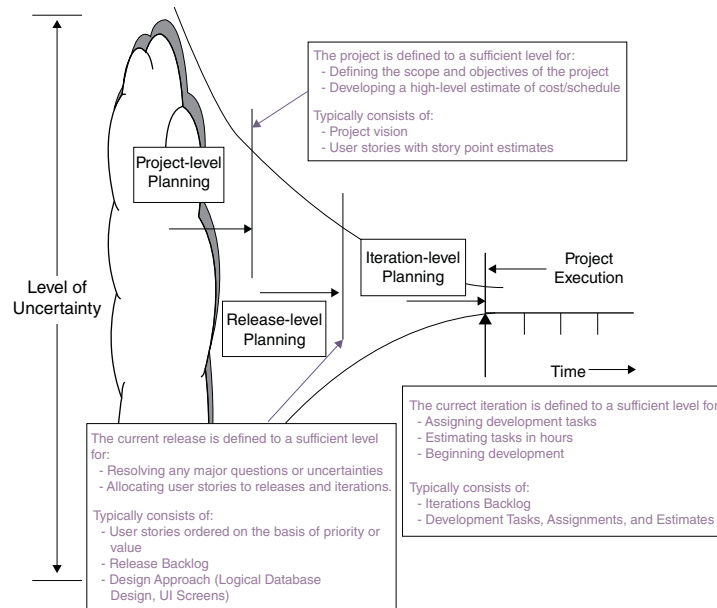 The project is defined to a sufficient level for:
- Defining the scope and objectives of the project
- Developing a high-level estimate of cost/schedule
Typically consists of:
- Project vision
- User stories with story point estimates
Project-level
Planning
Level of
Uncertainty
Release-level
Planning
Iteration-level
Planning
Project
Execution
Time
The current release is defined to a sufficient level
for:
- Resolving any major questions or uncertainties
- Allocating user stories to releases and iterations.
Typically consists of:
- User stories ordered on the basis of priority or
value
- Release Backlog
- Design Approach (Logical Database
Design, UI Screens)
The currect iteration is defined to a sufficient level for
- Assigning development tasks
- Estimating tasks in hours
- Beginning development
Typically consists of:
- Iterations Backlog
- Development Tasks, Assignments, and Estimates